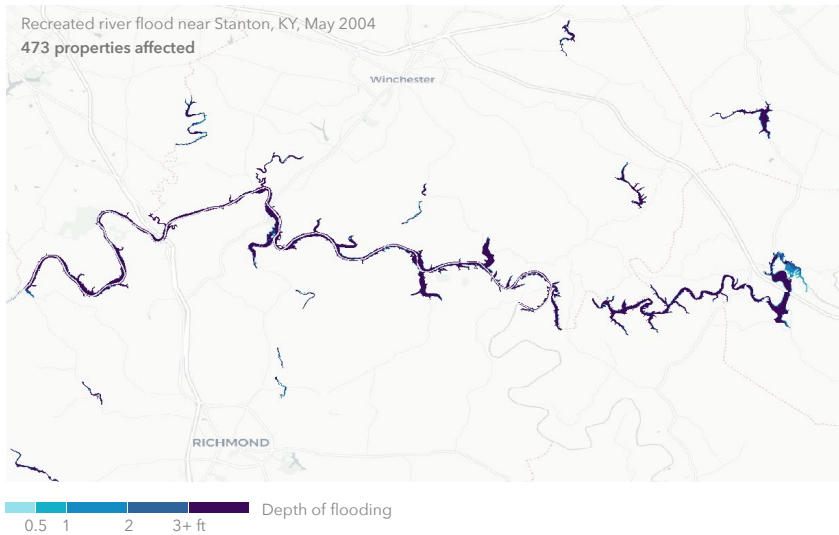 Recreated river flood near Stanton, KY, May 2004
473 properties affected
Winchester
RICHMOND
0.5 1 2 3+ ft Depth of flooding